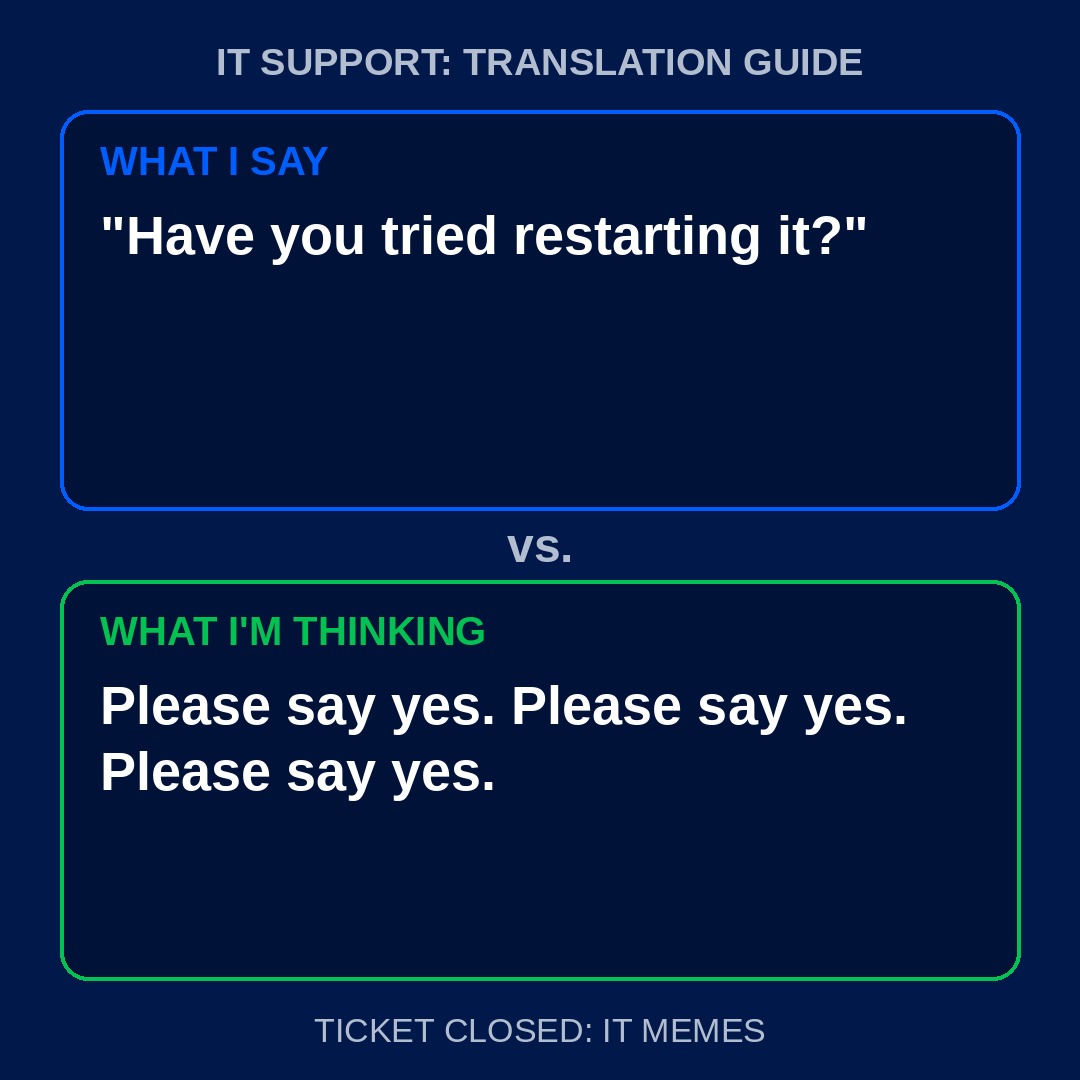 IT SUPPORT: TRANSLATION GUIDE
WHAT I SAY
"Have you tried restarting it?"
vs.
WHAT I'M THINKING
Please say yes. Please say yes.
Please say yes.
TICKET CLOSED: IT MEMES